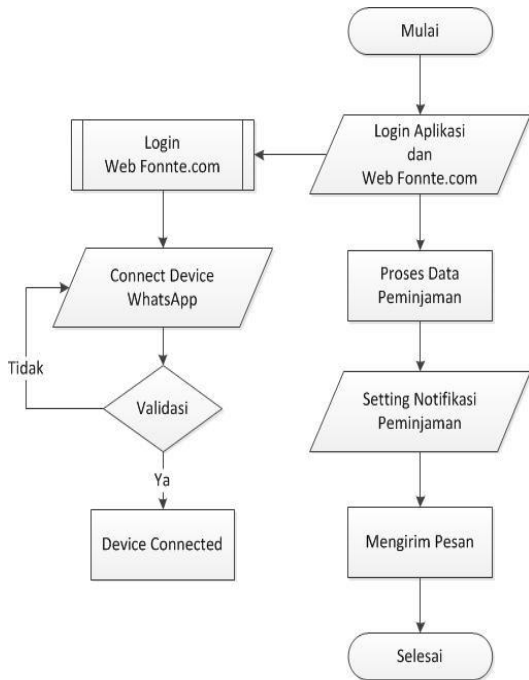 Mulai
Login Aplikasi
dan
Web Fonnte.com
Login
Web Fonnte.com
Connect Device
WhatsApp
Tidak
Validasi
Ya
Device Connected
Proses Data
Peminjaman
Setting Notifikasi
Peminjaman
Mengirim Pesan
Selesai